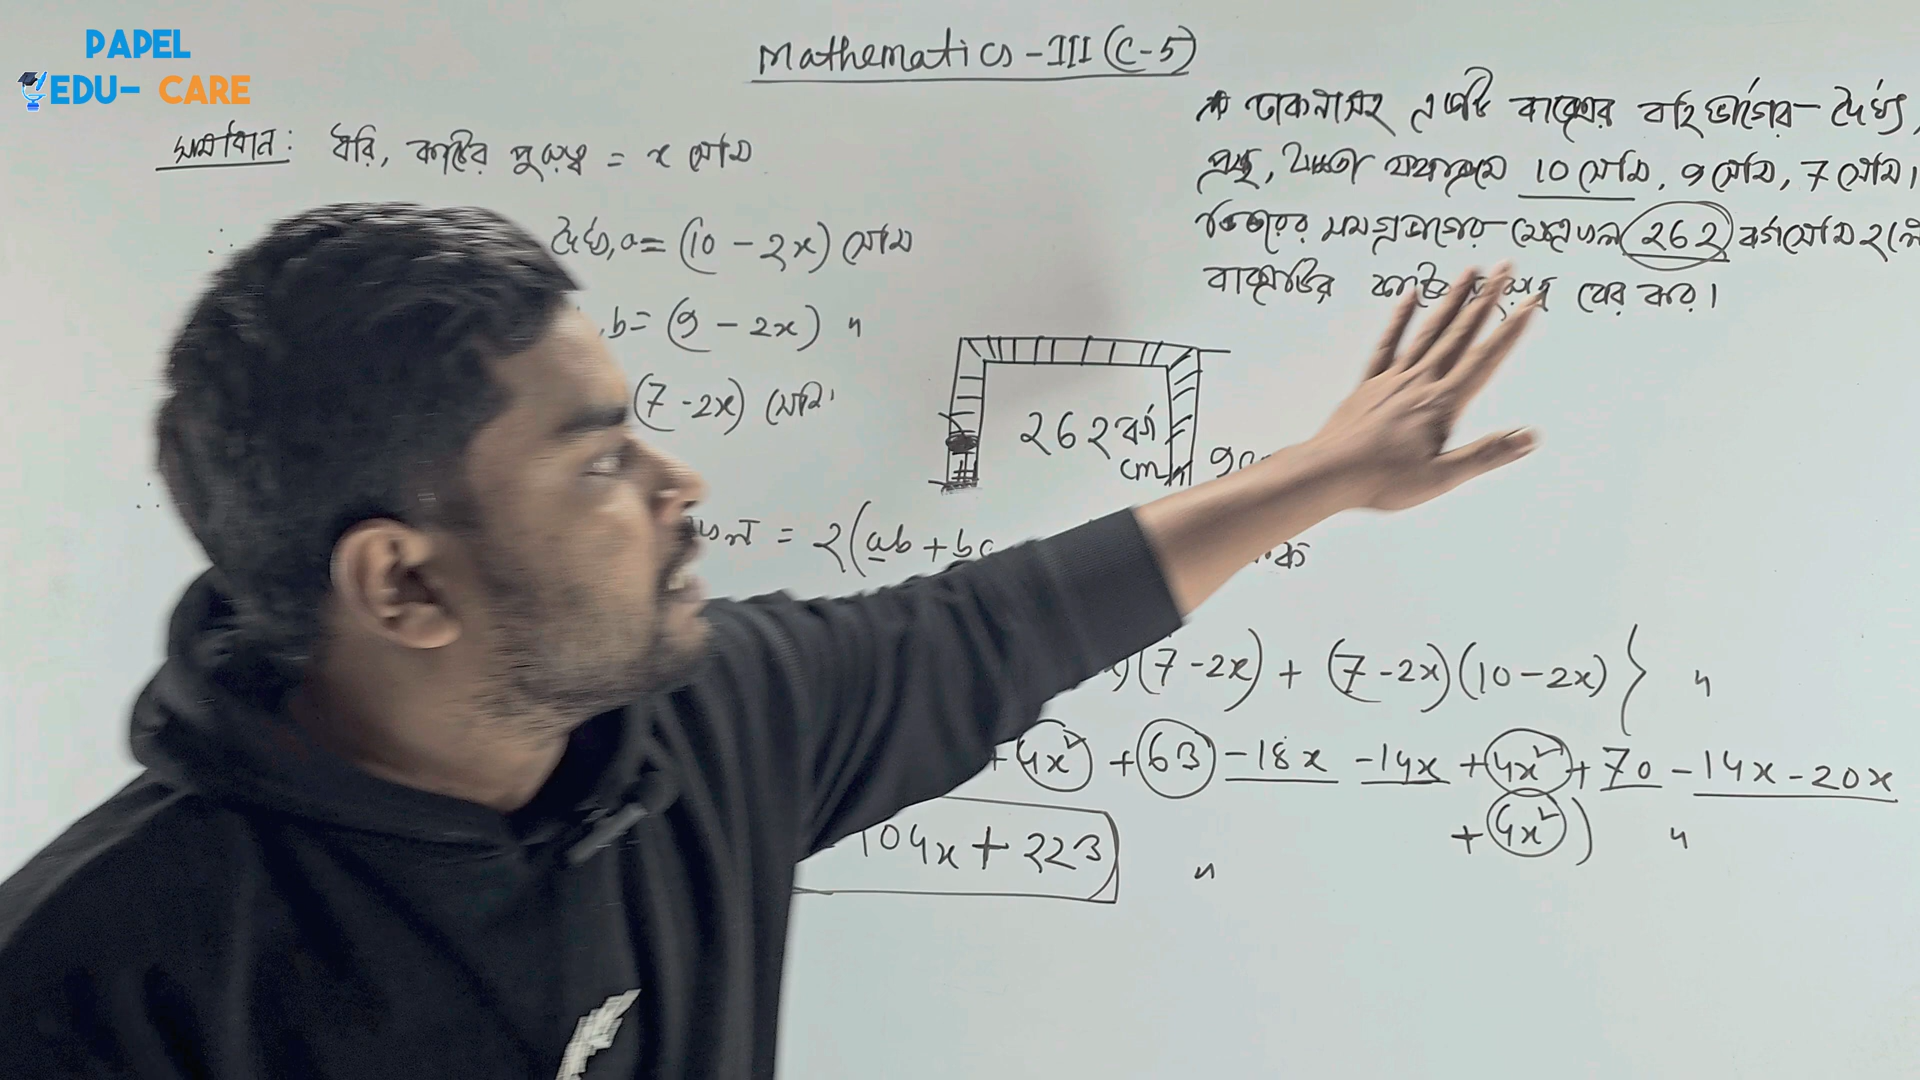 PAPEL
EDU- CARE
Mathematics - III (C-5)
ঢাকনাসহ একটি বাক্সের বহির্ভাগের দৈর্ঘ্য,
প্রস্থ, উচ্চতা যথাক্রমে 10 সেমি, 9 সেমি, 7 সেমি।
ভিতরের সমগ্রভাগের ক্ষেত্রফল 262 বর্গসেমি হলে
বাক্সটির কাঠের বের কর।
সমাধান: ধরি, কাঠের পুরুত্ব = x সেমি
∴ দৈর্ঘ্য, a = (10 - 2x) সেমি
, b = (9 - 2x) "
(7 - 2x) সেমি।
262 বর্গ
cm
= 2(ab + bc
(7 - 2x) + (7 - 2x)(10 - 2x)} "
+ 4x² + 63 - 18x - 14x + 4x² + 70 - 14x - 20x
+ 4x²) "
104x + 223 "